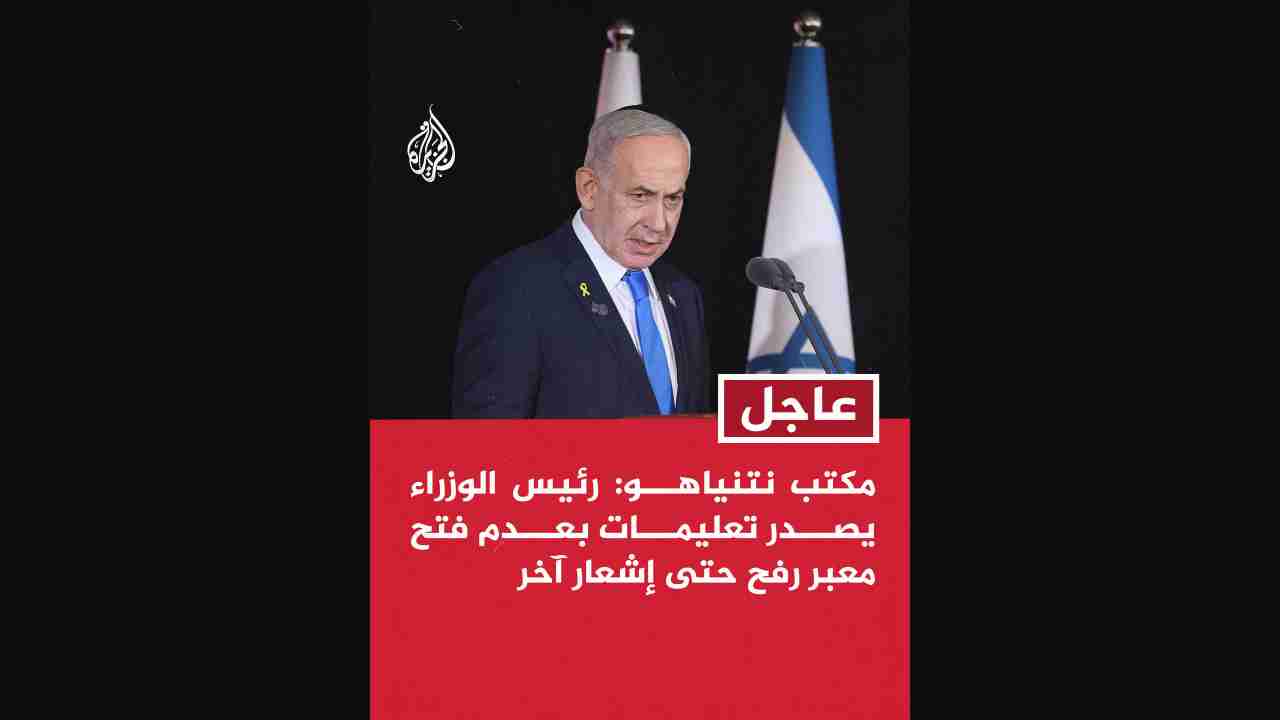 الجزيرة
عاجل
مكتب نتنياهو: رئيس الوزراء
يصدر تعليمات بعدم فتح
معبر رفح حتى إشعار آخر